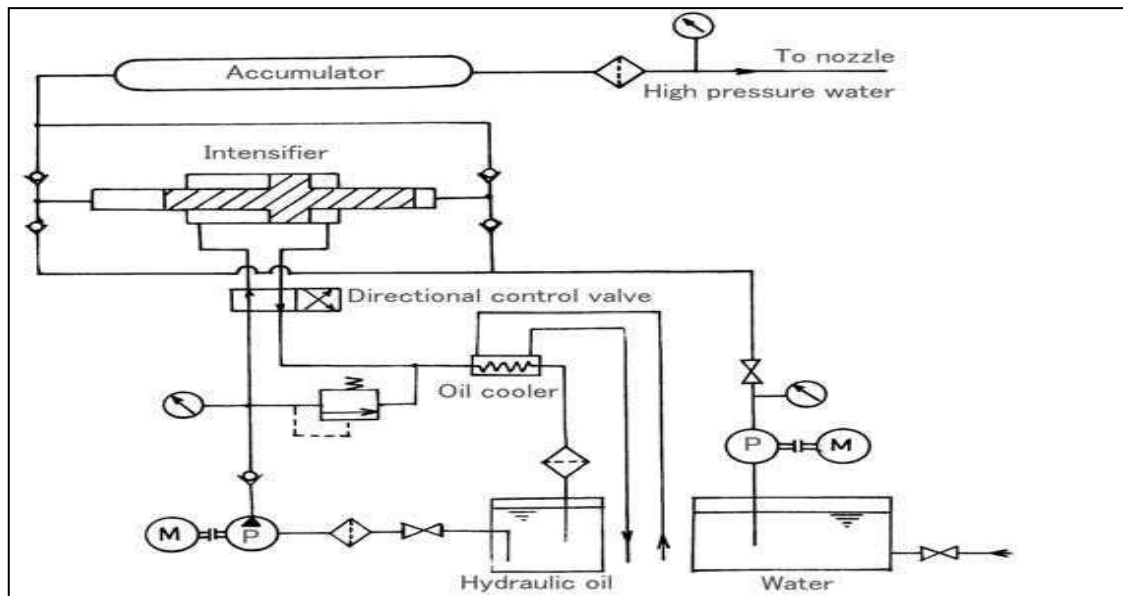 Accumulator
To nozzle
High pressure water
Intensifier
Directional control valve
Oil cooler
P
M
M
P
Hydraulic oil
Water